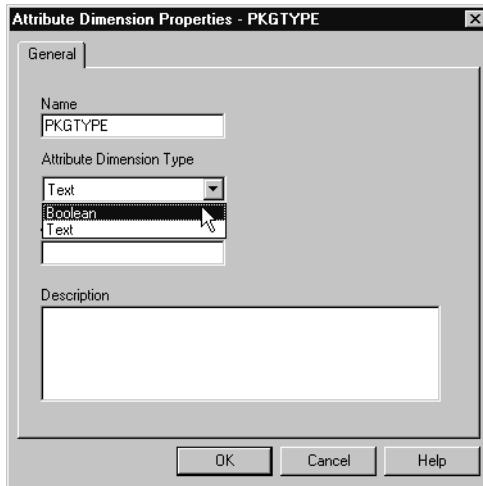 Attribute Dimension Properties - PKGTYPE
General
Name
PKGTYPE
Attribute Dimension Type
Text
Boolean
Text
Description
OK Cancel Help